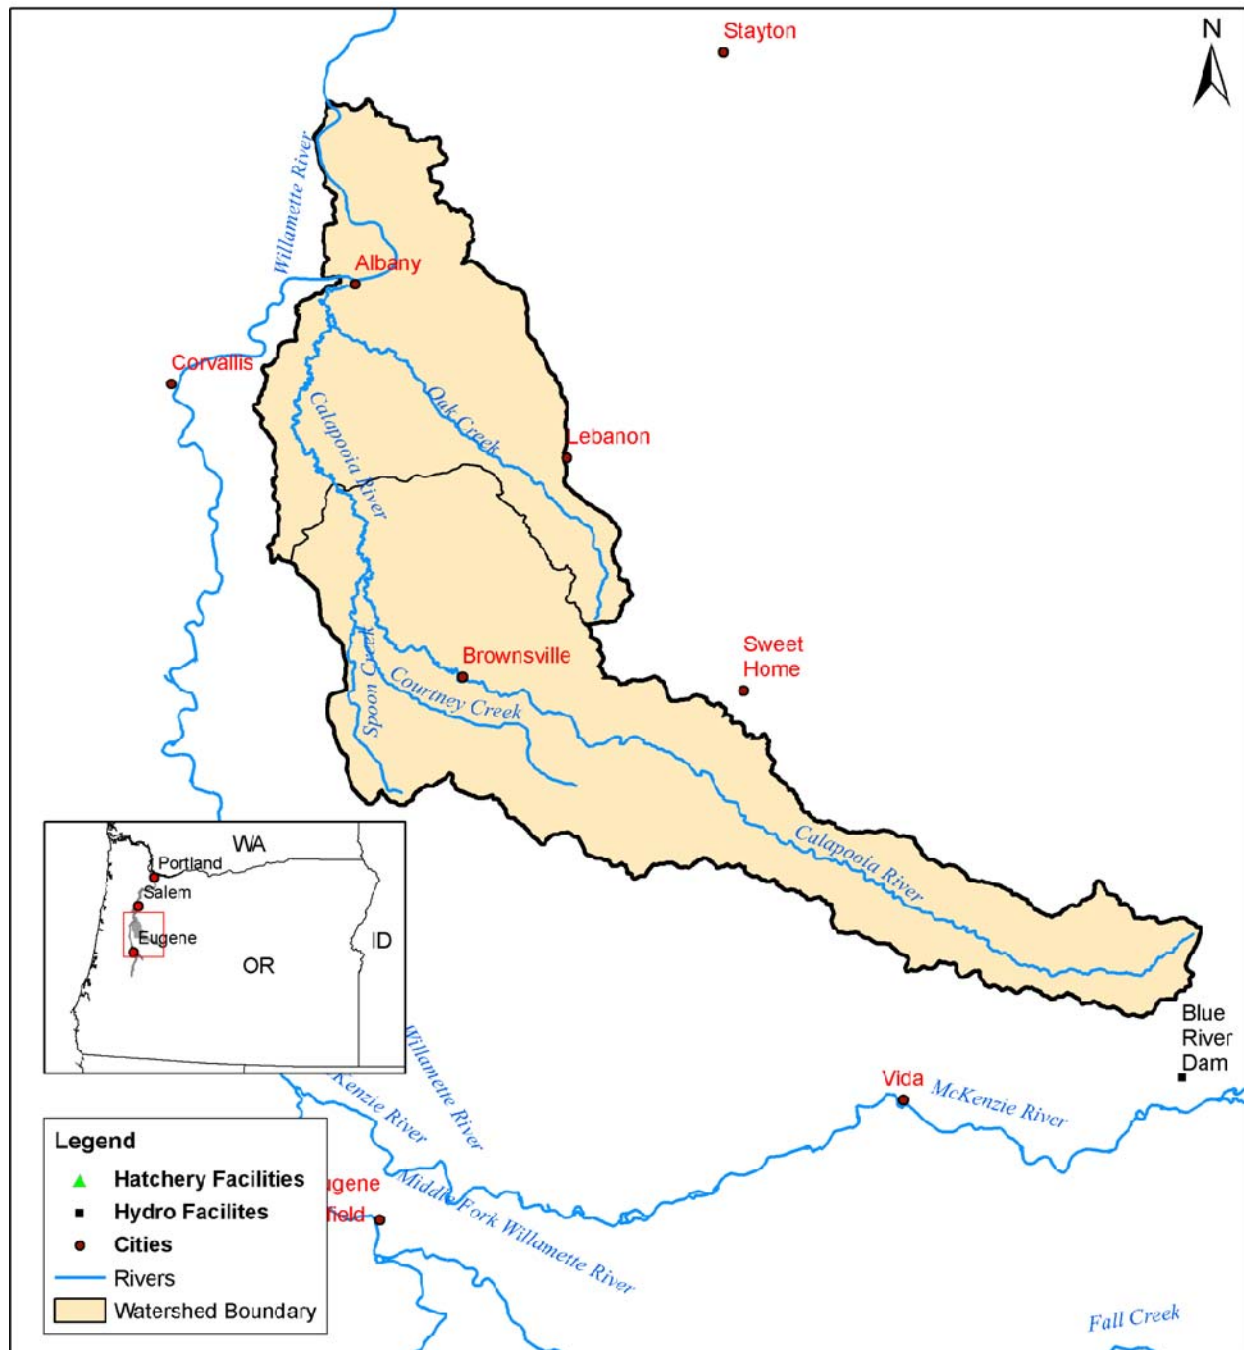 Stayton
N
Willamette River
Albany
Corvallis
Oak Creek
Calapooia River
Lebanon
Spoon Creek
Brownsville
Courtney Creek
Sweet
Home
Calapooia River
WA
Portland
Salem
Eugene
OR
ID
Blue
River
Dam
Willamette River
Kenzie River
Vida
McKenzie River
ugene
field
Middle Fork Willamette River
Fall Creek
Legend
Hatchery Facilities
Hydro Facilites
Cities
Rivers
Watershed Boundary